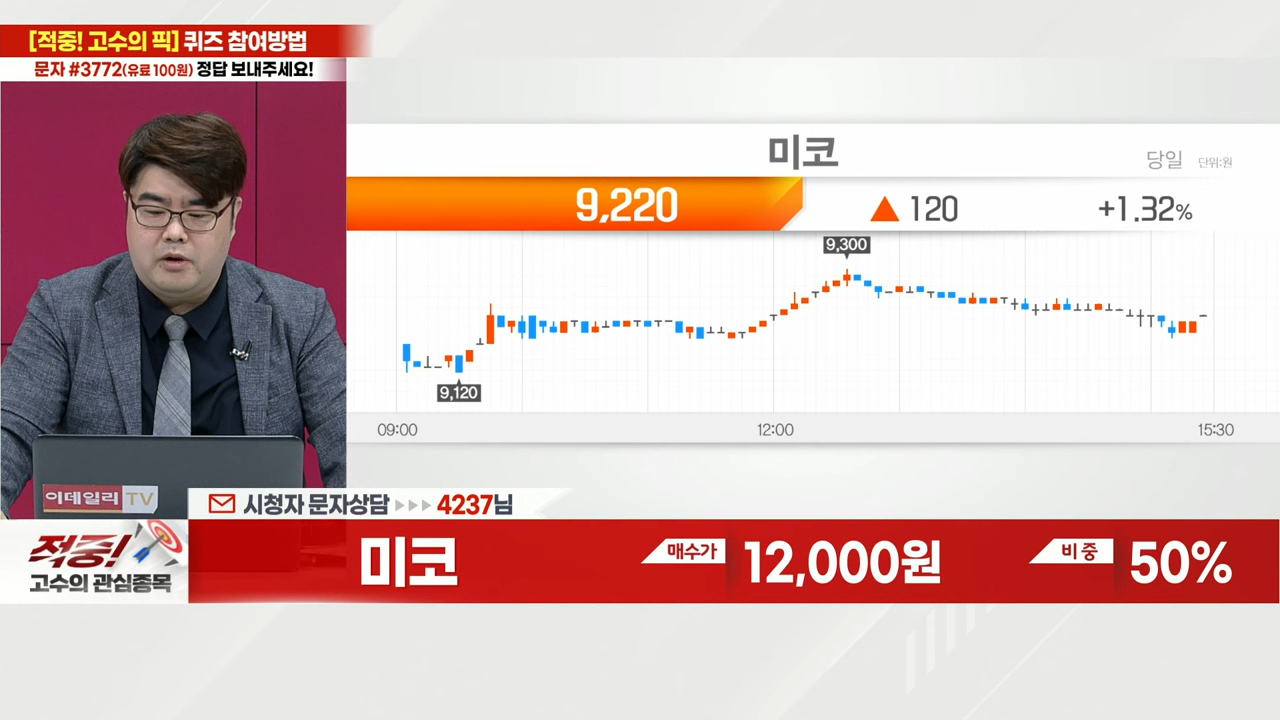 [적중! 고수의 픽] 퀴즈 참여방법
문자 #3772(유료 100원) 정답 보내주세요!
미코
당일 단위:원
9,220 ▲ 120 +1.32%
9,300
9,120
09:00 12:00 15:30
이데일리 TV
시청자 문자상담 ▶▶▶ 4237님
적중!
고수의 관심종목
미코 매수가 12,000원 비중 50%